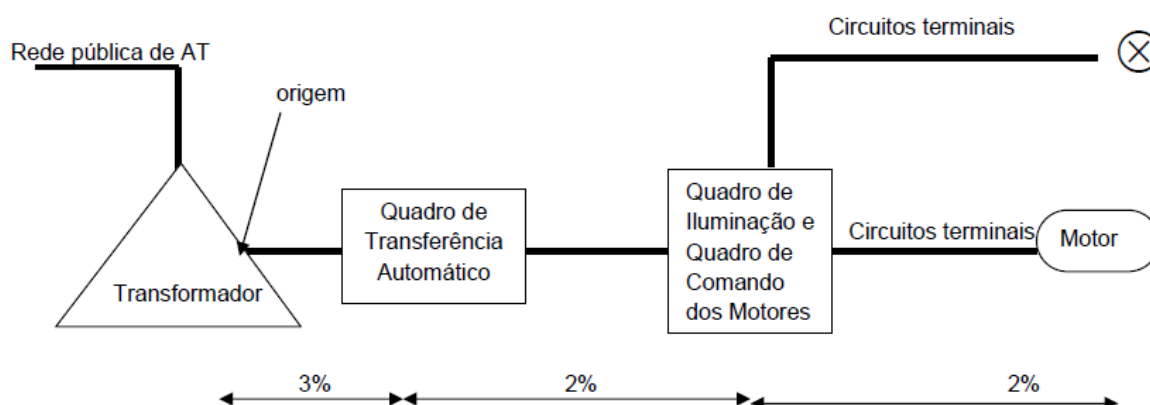 Circuitos terminais
Rede pública de AT
origem
Quadro de
Transferência
Automático
Quadro de
Iluminação e
Quadro de
Comando
dos Motores
Circuitos terminais
Motor
Transformador
3%
2%
2%